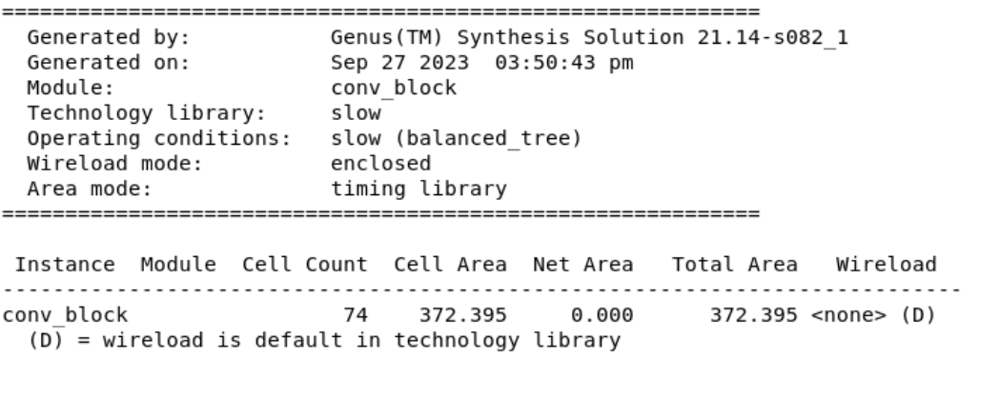 ============================================================
  Generated by:           Genus(TM) Synthesis Solution 21.14-s082_1
  Generated on:           Sep 27 2023  03:50:43 pm
  Module:                 conv_block
  Technology library:     slow
  Operating conditions:   slow (balanced_tree)
  Wireload mode:          enclosed
  Area mode:              timing library
============================================================
 Instance  Module  Cell Count  Cell Area  Net Area   Total Area   Wireload
----------------------------------------------------------------------------
conv_block                 74    372.395     0.000      372.395 <none> (D)
  (D) = wireload is default in technology library